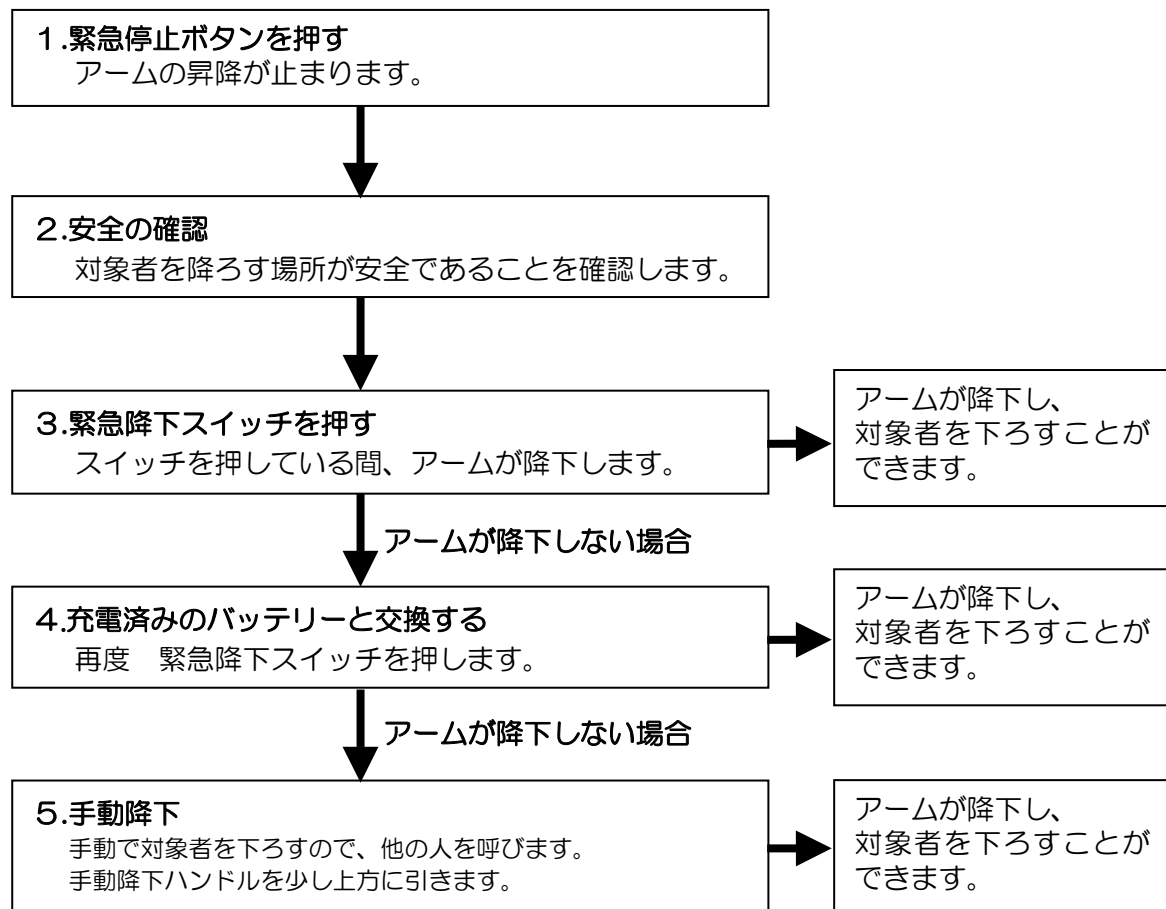 １.緊急停止ボタンを押す
アームの昇降が止まります。
２.安全の確認
対象者を降ろす場所が安全であることを確認します。
３.緊急降下スイッチを押す
スイッチを押している間、アームが降下します。
アームが降下し、
対象者を下ろすことが
できます。
アームが降下しない場合
４.充電済みのバッテリーと交換する
再度　緊急降下スイッチを押します。
アームが降下し、
対象者を下ろすことが
できます。
アームが降下しない場合
５.手動降下
手動で対象者を下ろすので、他の人を呼びます。
手動降下ハンドルを少し上方に引きます。
アームが降下し、
対象者を下ろすことが
できます。